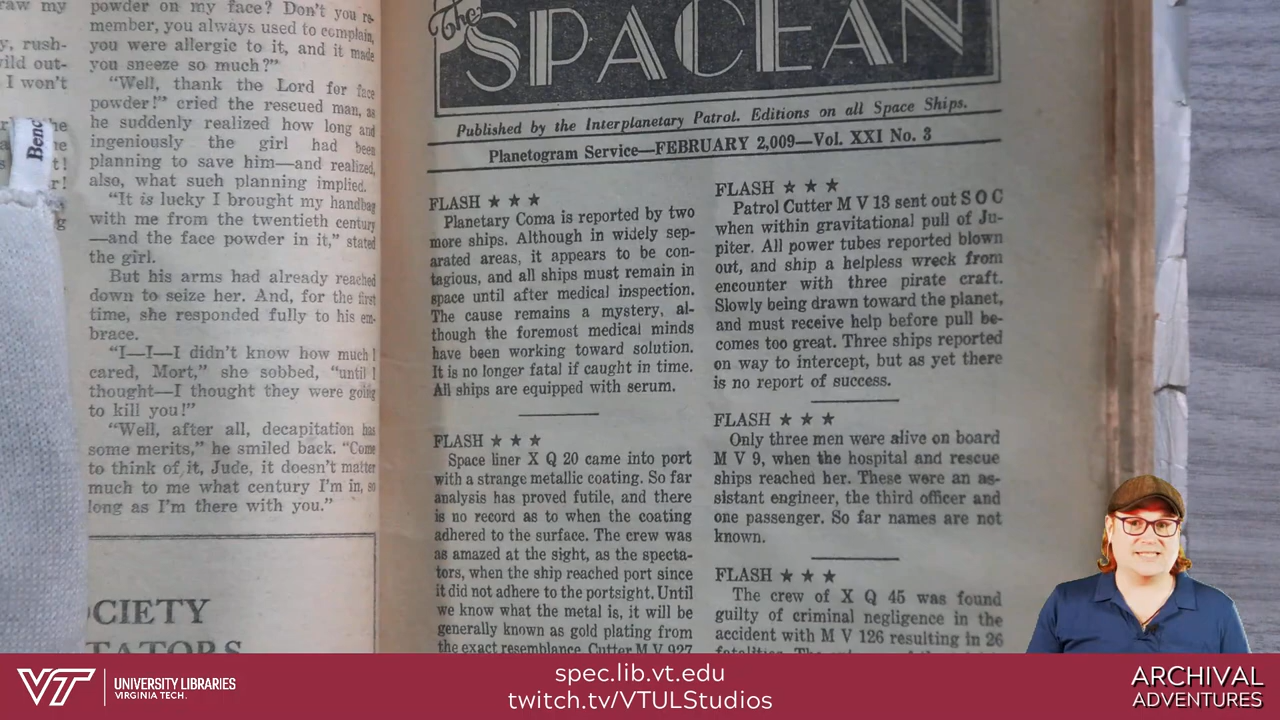 raw my
y, rush-
wild out-
I won't
Benc
powder on my face? Don't you re-
member, you always used to complain,
you were allergic to it, and it made
you sneeze so much?"
"Well, thank the Lord for face
powder!" cried the rescued man, as
he suddenly realized how long and
ingeniously the girl had been
planning to save him—and realized,
also, what such planning implied.
"It is lucky I brought my handbag
with me from the twentieth century
—and the face powder in it," stated
the girl.
But his arms had already reached
down to seize her. And, for the first
time, she responded fully to his em-
brace.
"I—I—I didn't know how much I
cared, Mort," she sobbed, "until I
thought—I thought they were going
to kill you!"
"Well, after all, decapitation has
some merits," he smiled back. "Come
to think of it, Jude, it doesn't matter
much to me what century I'm in, so
long as I'm there with you."
OCIETY
TATORS
The SPACEAN
Published by the Interplanetary Patrol. Editions on all Space Ships.
Planetogram Service—FEBRUARY 2,009—Vol. XXI No. 3
FLASH ★ ★ ★
Planetary Coma is reported by two
more ships. Although in widely sep-
arated areas, it appears to be con-
tagious, and all ships must remain in
space until after medical inspection.
The cause remains a mystery, al-
though the foremost medical minds
have been working toward solution.
It is no longer fatal if caught in time.
All ships are equipped with serum.
FLASH ★ ★ ★
Space liner X Q 20 came into port
with a strange metallic coating. So far
analysis has proved futile, and there
is no record as to when the coating
adhered to the surface. The crew was
as amazed at the sight, as the specta-
tors, when the ship reached port since
it did not adhere to the portsight. Until
we know what the metal is, it will be
generally known as gold plating from
the exact resemblance. Cutter M V 927
FLASH ★ ★ ★
Patrol Cutter M V 13 sent out S O C
when within gravitational pull of Ju-
piter. All power tubes reported blown
out, and ship a helpless wreck from
encounter with three pirate craft.
Slowly being drawn toward the planet,
and must receive help before pull be-
comes too great. Three ships reported
on way to intercept, but as yet there
is no report of success.
FLASH ★ ★ ★
Only three men were alive on board
M V 9, when the hospital and rescue
ships reached her. These were an as-
sistant engineer, the third officer and
one passenger. So far names are not
known.
FLASH ★ ★ ★
The crew of X Q 45 was found
guilty of criminal negligence in the
accident with M V 126 resulting in 26
VT UNIVERSITY LIBRARIES
VIRGINIA TECH.
spec.lib.vt.edu
twitch.tv/VTULStudios
ARCHIVAL
ADVENTURES